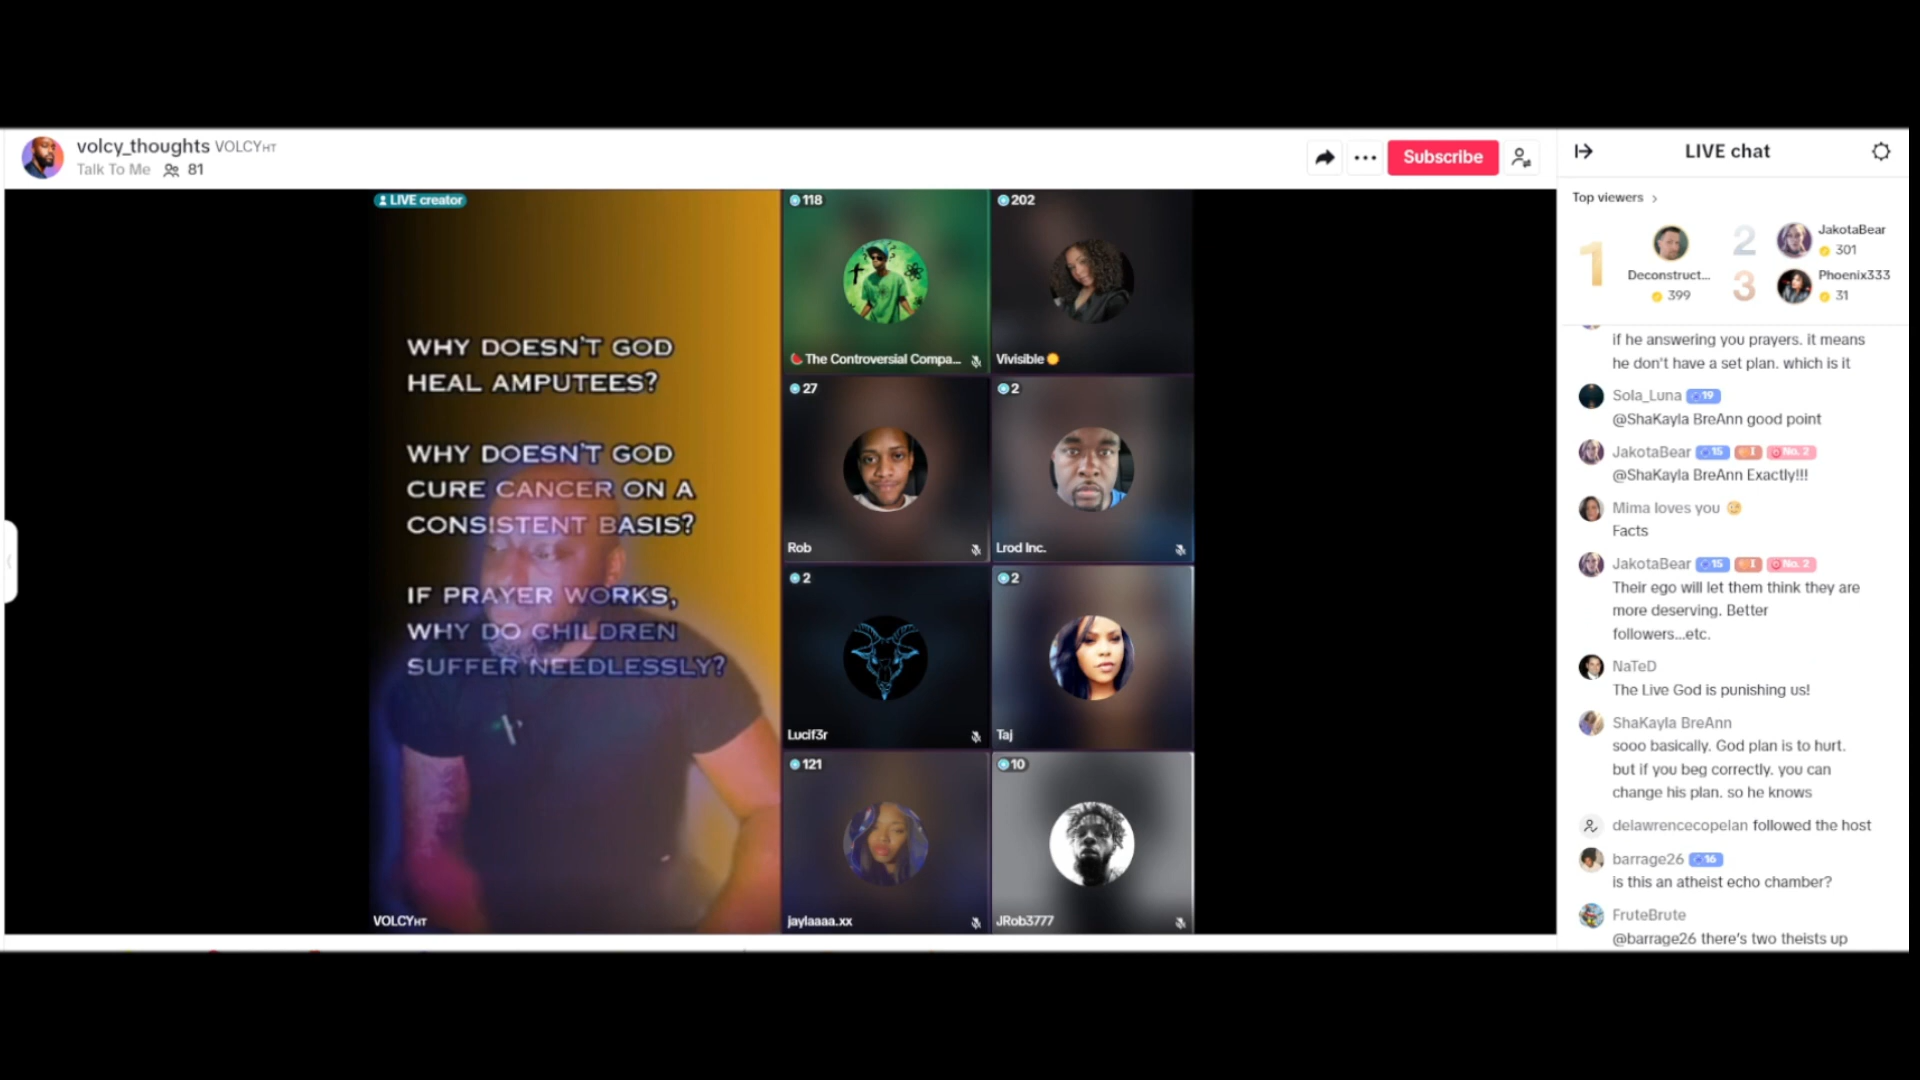 volcy_thoughts VOLCYHT
Talk To Me 81
Subscribe
LIVE creator
WHY DOESN'T GOD
HEAL AMPUTEES?
WHY DOESN'T GOD
CURE CANCER ON A
CONSISTENT BASIS?
IF PRAYER WORKS,
WHY DO CHILDREN
SUFFER NEEDLESSLY?
VOLCYHT
118
🍉 The Controversial Compa...
202
Vivisible
27
Rob
2
Lrod Inc.
2
Lucif3r
2
Taj
121
jaylaaaa.xx
10
JRob3777
LIVE chat
Top viewers
1
Deconstruct...
399
2
JakotaBear
301
3
Phoenix333
31
if he answering you prayers. it means
he don't have a set plan. which is it
Sola_Luna 19
@ShaKayla BreAnn good point
JakotaBear 15 I No. 2
@ShaKayla BreAnn Exactly!!!
Mima loves you
Facts
JakotaBear 15 I No. 2
Their ego will let them think they are
more deserving. Better
followers...etc.
NaTeD
The Live God is punishing us!
ShaKayla BreAnn
sooo basically. God plan is to hurt.
but if you beg correctly. you can
change his plan. so he knows
delawrencecopelan followed the host
barrage26 16
is this an atheist echo chamber?
FruteBrute
@barrage26 there's two theists up